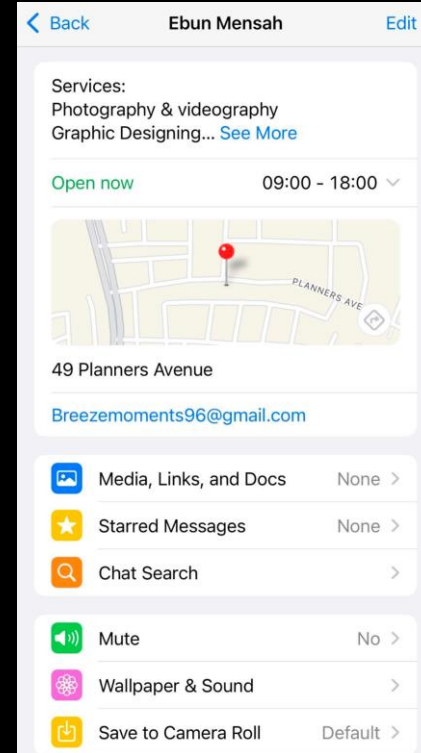 Back
Ebun Mensah
Edit
Services:
Photography & videography
Graphic Designing... See More
Open now
09:00 - 18:00
PLANNERS AVE
49 Planners Avenue
Breezemoments96@gmail.com
Media, Links, and Docs
None
Starred Messages
None
Chat Search
Mute
No
Wallpaper & Sound
Save to Camera Roll
Default